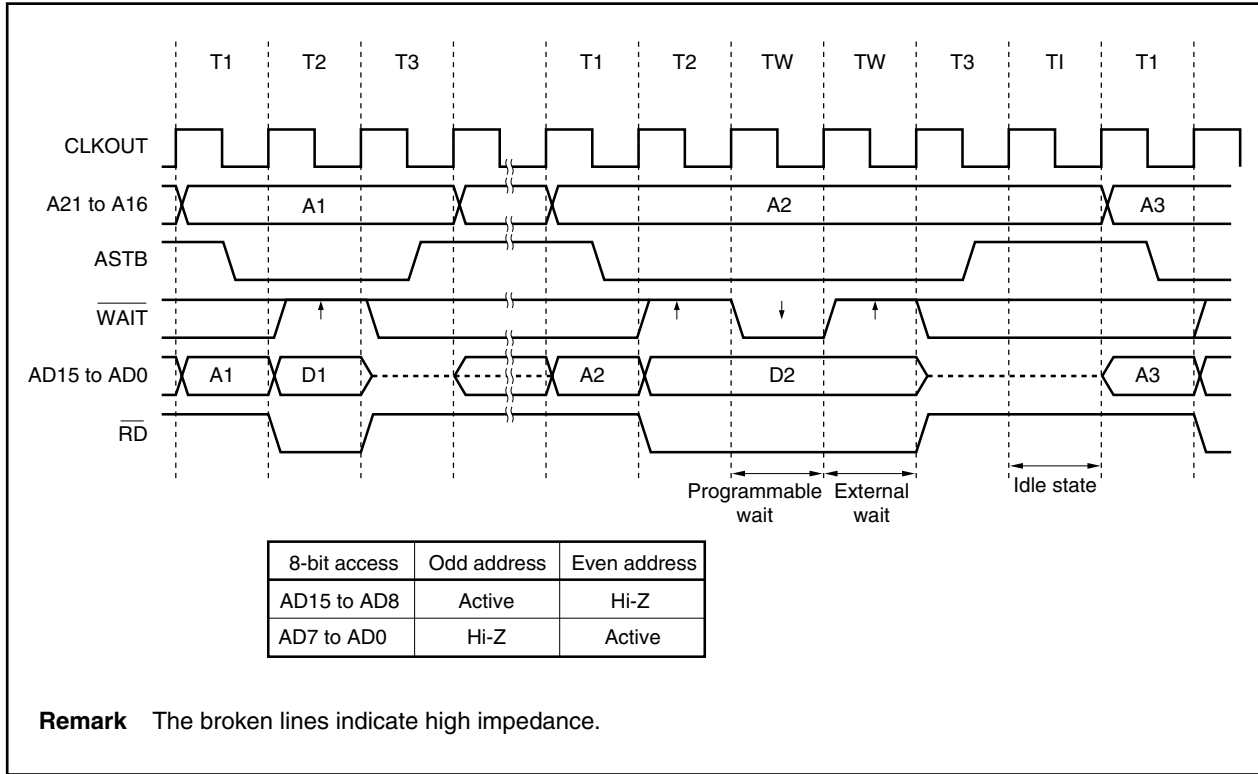 T1 T2 T3 T1 T2 TW TW T3 TI T1
CLKOUT
A21 to A16 A1 A2 A3
ASTB
WAIT
AD15 to AD0 A1 D1 A2 D2 A3
RD
Programmable wait
External wait
Idle state
8-bit access Odd address Even address
AD15 to AD8 Active Hi-Z
AD7 to AD0 Hi-Z Active
Remark The broken lines indicate high impedance.